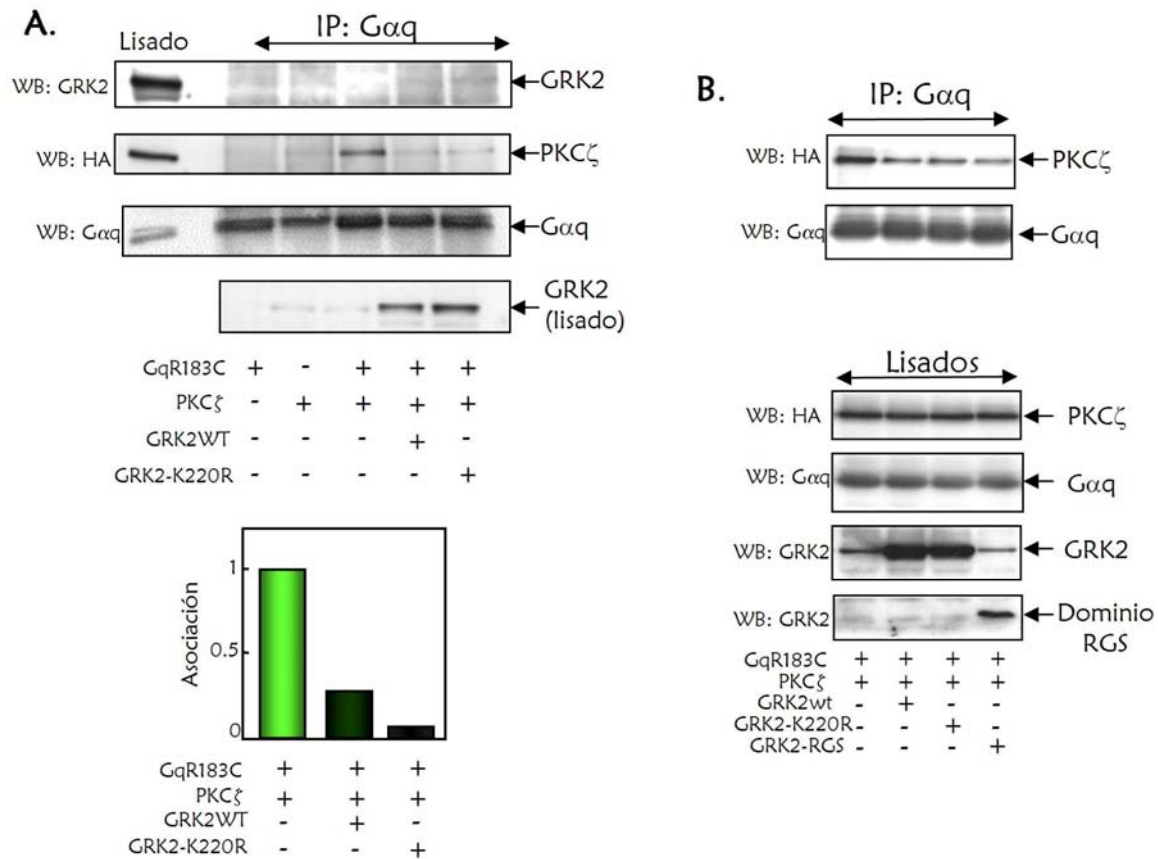 A.
Lisado
IP: Gαq
WB: GRK2
GRK2
WB: HA
PKCζ
WB: Gαq
Gαq
GRK2
(lisado)
GqR183C + - + + +
PKCζ - + + + +
GRK2WT - - - + -
GRK2-K220R - - - - +
Asociación
1
0.5
0
GqR183C + + +
PKCζ + + +
GRK2WT - + -
GRK2-K220R - - +
B.
IP: Gαq
WB: HA
PKCζ
WB: Gαq
Gαq
Lisados
WB: HA
PKCζ
WB: Gαq
Gαq
WB: GRK2
GRK2
WB: GRK2
Dominio
RGS
GqR183C + + + +
PKCζ + + + +
GRK2wt - + - -
GRK2-K220R - - + -
GRK2-RGS - - - +